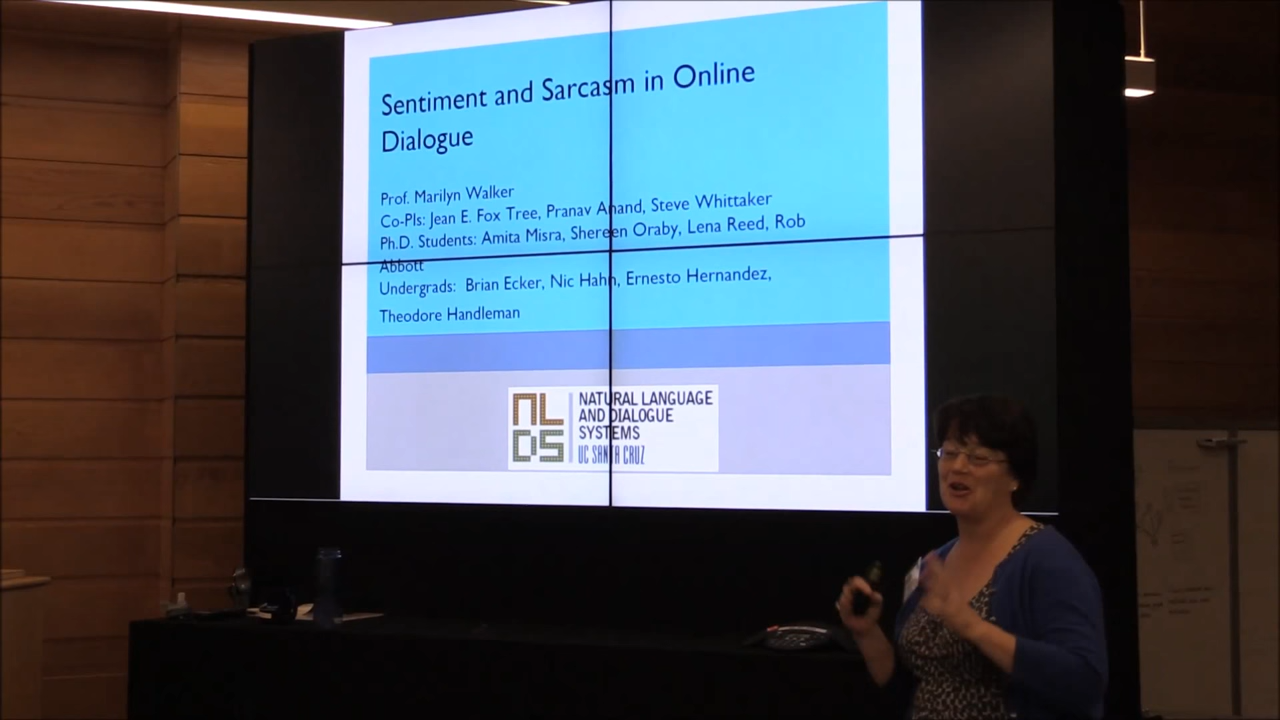 Sentiment and Sarcasm in Online
Dialogue
Prof. Marilyn Walker
Co-PIs: Jean E. Fox Tree, Pranav Anand, Steve Whittaker
Ph.D. Students: Amita Misra, Shereen Oraby, Lena Reed, Rob
Abbott
Undergrads: Brian Ecker, Nic Hahn, Ernesto Hernandez,
Theodore Handleman
NL
DS
NATURAL LANGUAGE
AND DIALOGUE
SYSTEMS
UC SANTA CRUZ